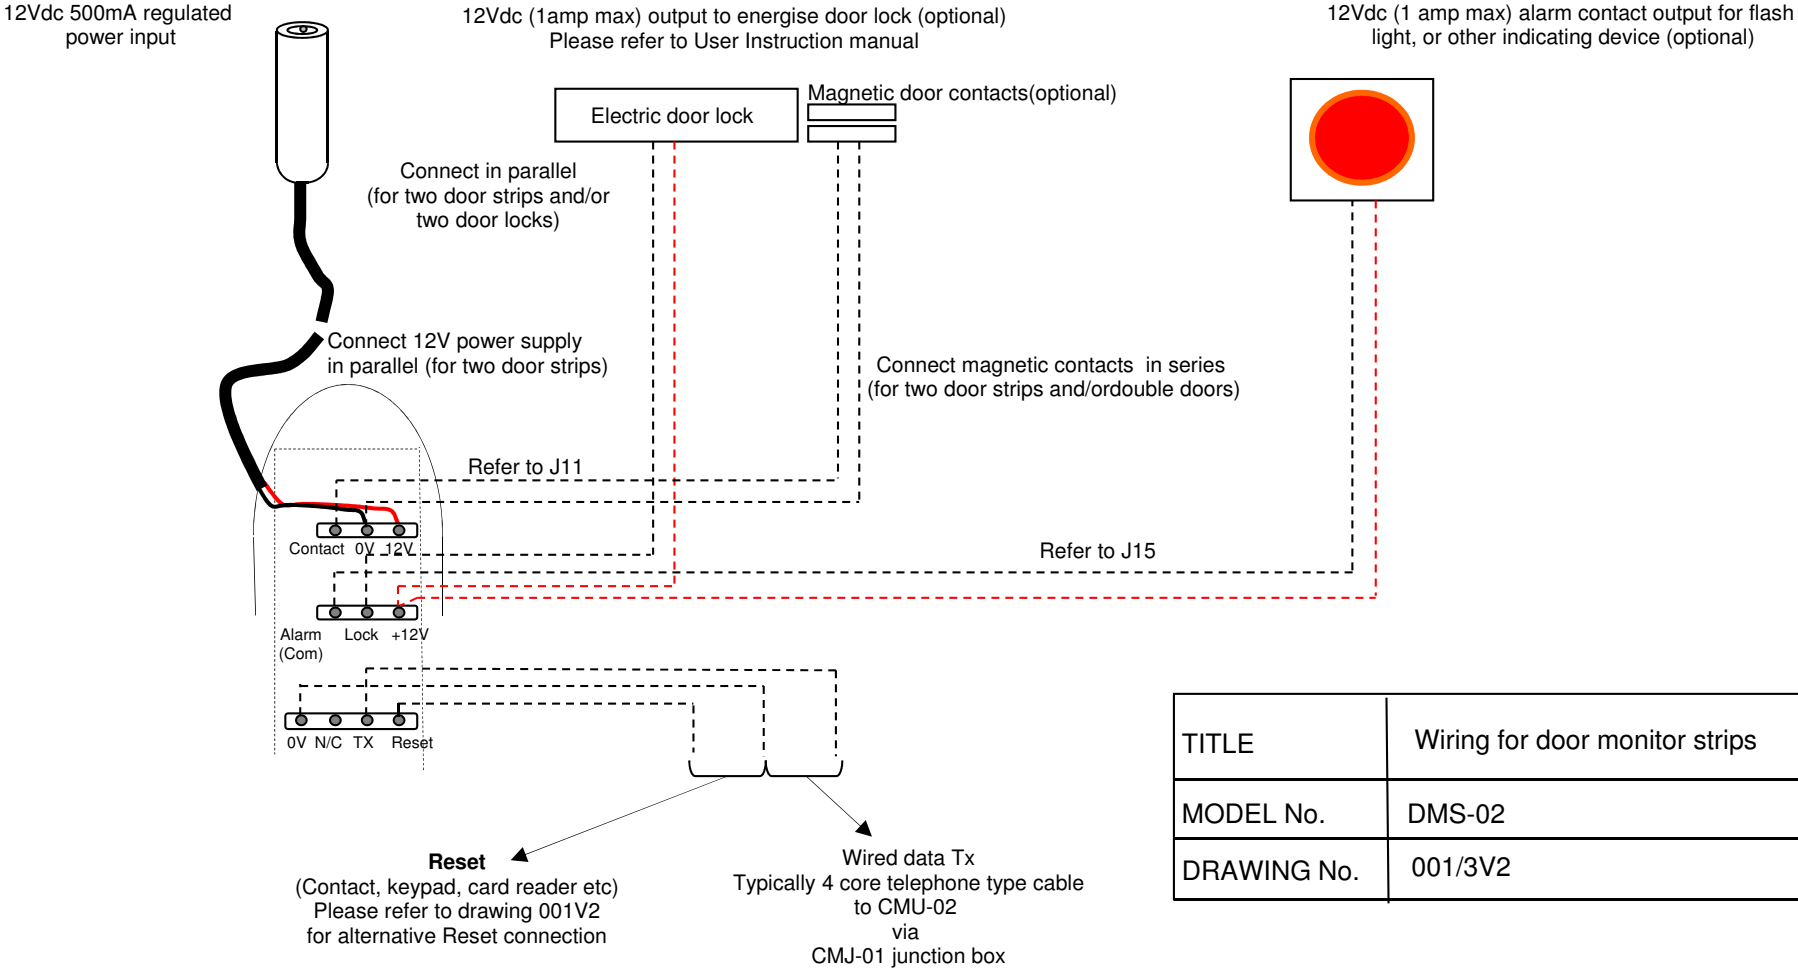 12Vdc 500mA regulated
power input
12Vdc (1amp max) output to energise door lock (optional)
Please refer to User Instruction manual
12Vdc (1 amp max) alarm contact output for flash
light, or other indicating device (optional)
Electric door lock
Magnetic door contacts(optional)
Connect in parallel
(for two door strips and/or
two door locks)
Connect 12V power supply
in parallel (for two door strips)
Connect magnetic contacts in series
(for two door strips and/ordouble doors)
Refer to J11
Contact 0V 12V
Refer to J15
Alarm Lock +12V
(Com)
0V N/C TX Reset
Reset
(Contact, keypad, card reader etc)
Please refer to drawing 001V2
for alternative Reset connection
Wired data Tx
Typically 4 core telephone type cable
to CMU-02
via
CMJ-01 junction box
TITLE Wiring for door monitor strips
MODEL No. DMS-02
DRAWING No. 001/3V2